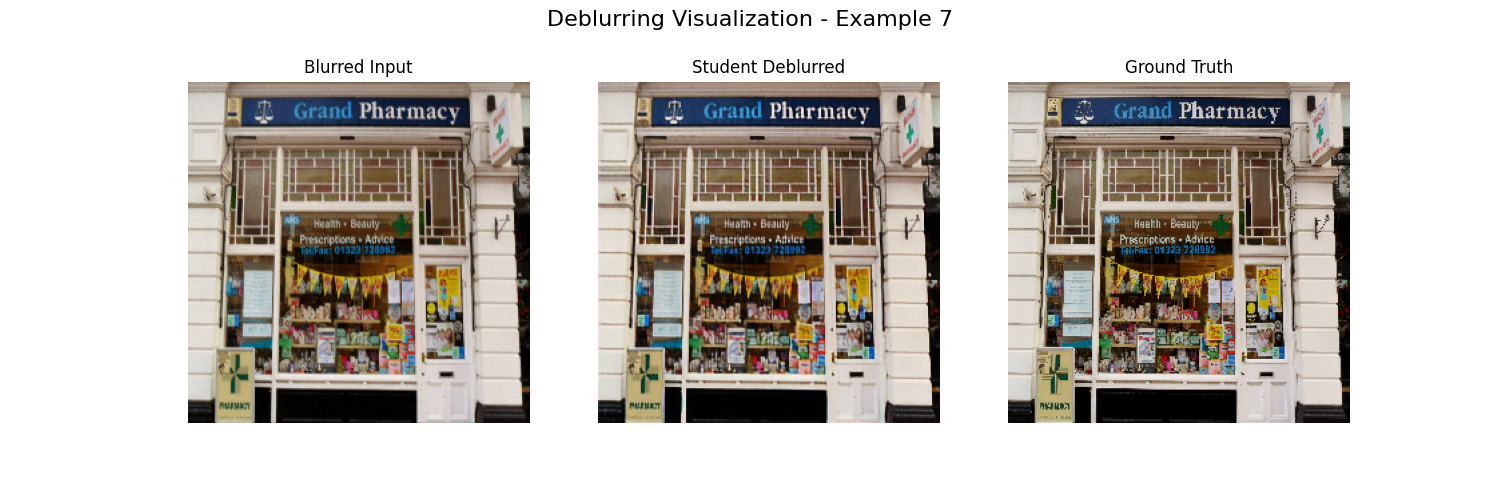 Deblurring Visualization - Example 7
Blurred Input
Grand Pharmacy
NHS
Health • Beauty
Prescriptions • Advice
Tel/Fax: 01323 728992
PHARMACY
Student Deblurred
Grand Pharmacy
NHS
Health • Beauty
Prescriptions • Advice
Tel/Fax: 01323 728992
PHARMACY
Ground Truth
Grand Pharmacy
NHS
Health • Beauty
Prescriptions • Advice
Tel/Fax: 01323 728992
PHARMACY